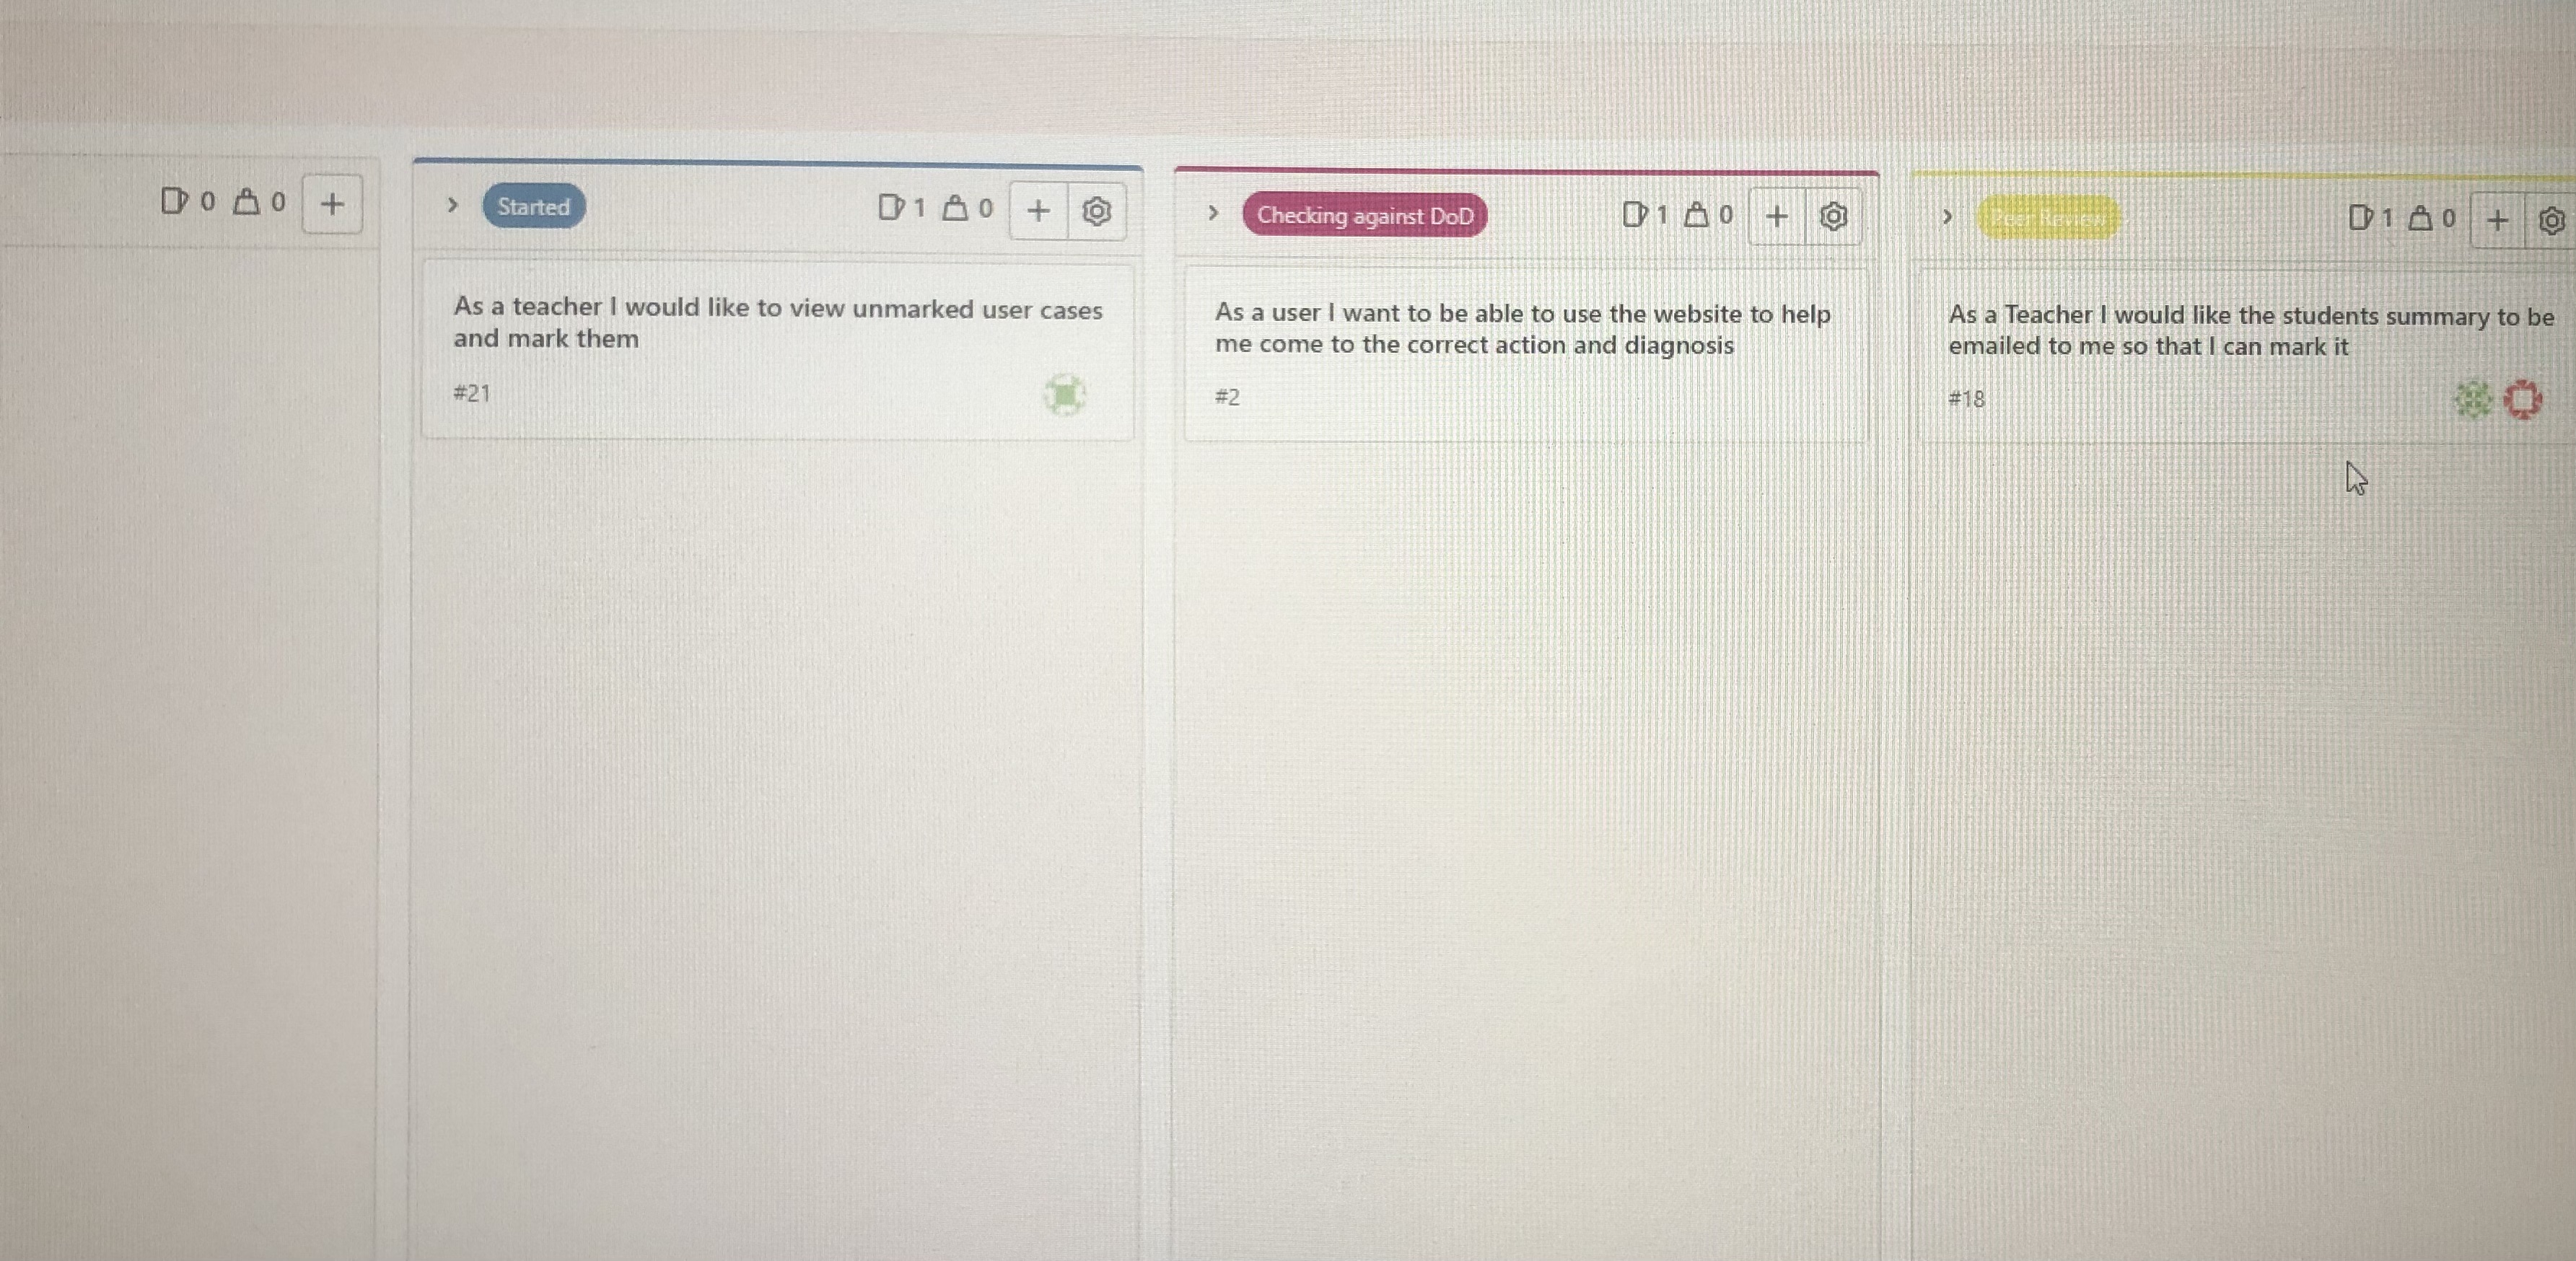 0 0 +
> Started 1 0 +
As a teacher I would like to view unmarked user cases
and mark them
#21
> Checking against DoD 1 0 +
As a user I want to be able to use the website to help
me come to the correct action and diagnosis
#2
> Peer Review 1 0 +
As a Teacher I would like the students summary to be
emailed to me so that I can mark it
#18